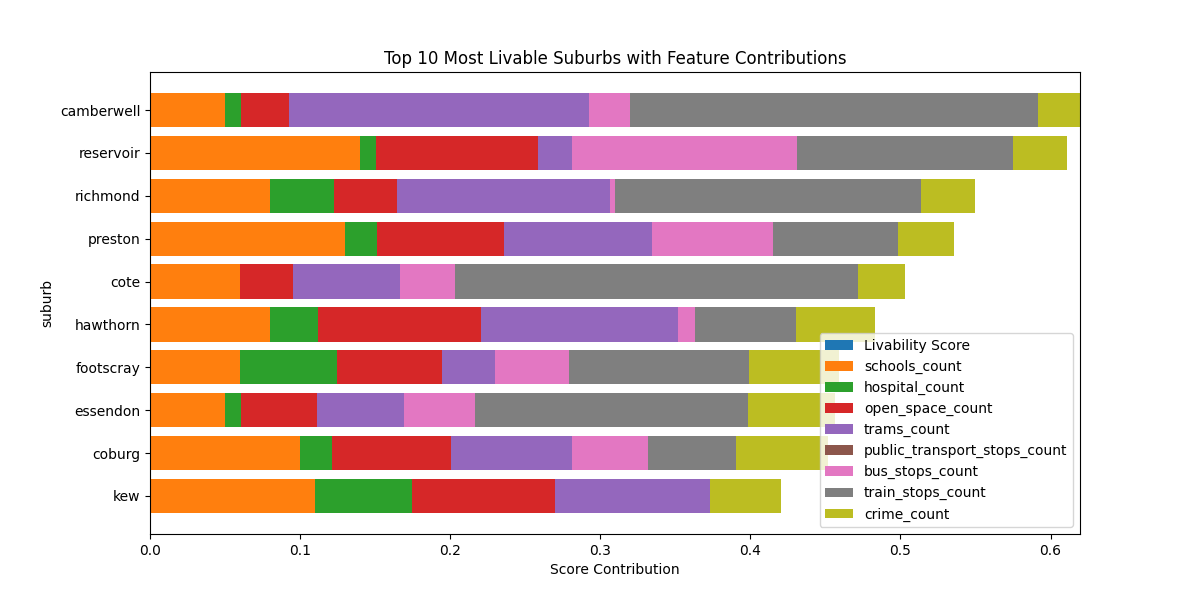 Top 10 Most Livable Suburbs with Feature Contributions
suburb
camberwell
reservoir
richmond
preston
cote
hawthorn
footscray
essendon
coburg
kew
Livability Score
schools_count
hospital_count
open_space_count
trams_count
public_transport_stops_count
bus_stops_count
train_stops_count
crime_count
0.0 0.1 0.2 0.3 0.4 0.5 0.6
Score Contribution